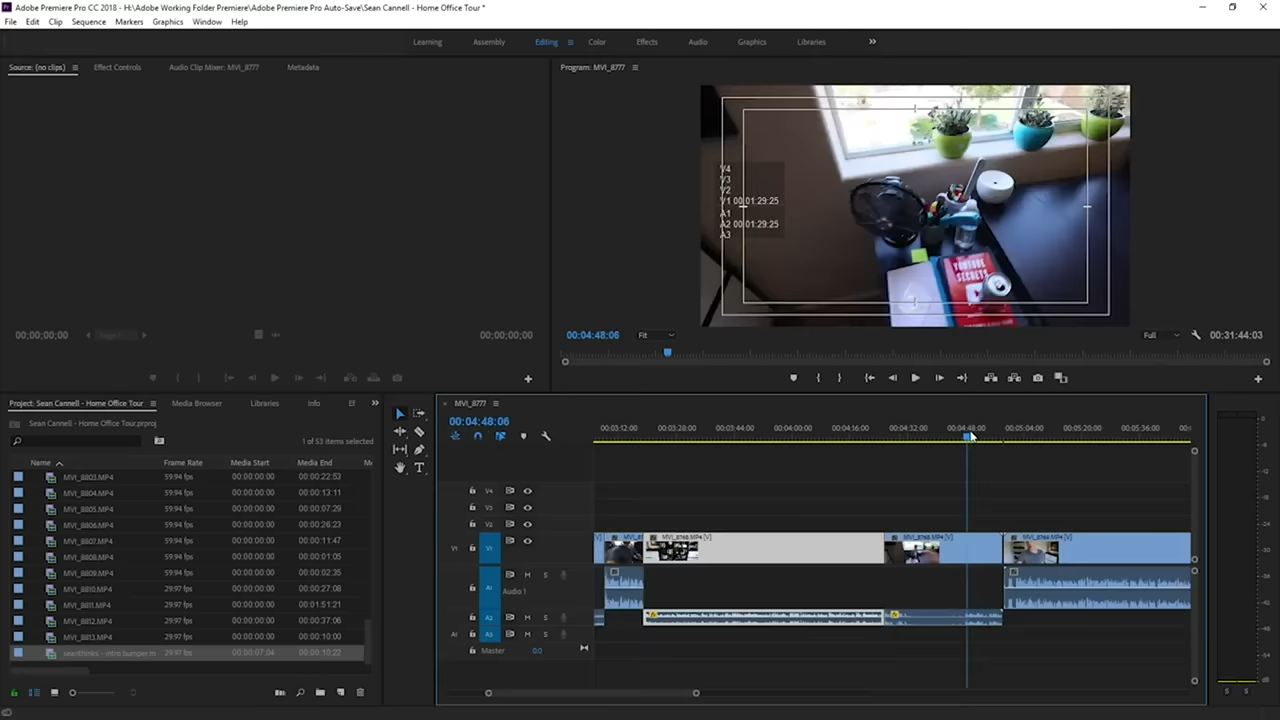 Adobe Premiere Pro CC 2018 - H:\Adobe Working Folder Premiere\Adobe Premiere Pro Auto-Save\Sean Cannell - Home Office Tour *
File Edit Clip Sequence Markers Graphics Window Help
Learning Assembly Editing Color Effects Audio Graphics Libraries
Source: (no clips) Effect Controls Audio Clip Mixer: MVI_8777 Metadata
Program: MVI_8777
V4
V3
V2
V1 00:01:29:25
A1
A2 00:01:29:25
A3
YOUTUBE
SECRETS
00;00;00;00
00;00;00;00
00:04:48:06 Fit Full 00:31:44:03
Project: Sean Cannell - Home Office Tour Media Browser Libraries Info Ef
Sean Cannell - Home Office Tour.prproj
1 of 53 items selected
Name Frame Rate Media Start Media End
MVI_8803.MP4 59.94 fps 00:00:00:00 00:00:22:53
MVI_8804.MP4 59.94 fps 00:00:00:00 00:00:13:11
MVI_8805.MP4 59.94 fps 00:00:00:00 00:00:07:29
MVI_8806.MP4 59.94 fps 00:00:00:00 00:00:26:23
MVI_8807.MP4 59.94 fps 00:00:00:00 00:00:11:47
MVI_8808.MP4 59.94 fps 00:00:00:00 00:00:01:05
MVI_8809.MP4 59.94 fps 00:00:00:00 00:00:02:35
MVI_8810.MP4 29.97 fps 00:00:00:00 00:00:27:08
MVI_8811.MP4 29.97 fps 00:00:00:00 00:01:51:21
MVI_8812.MP4 29.97 fps 00:00:00:00 00:00:37:06
MVI_8813.MP4 29.97 fps 00:00:00:00 00:00:10:00
seanthinks - intro bumper.m 29.97 fps 00:00:07:04 00:00:10:22
MVI_8777
00:04:48:06
00:03:12:00 00:03:28:00 00:03:44:00 00:04:00:00 00:04:16:00 00:04:32:00 00:04:48:00 00:05:04:00 00:05:20:00 00:05:36:00
V4
V3
V2
V1 V1
A1 M S
Audio 1
A2 M S
A1 A3 M S
Master 0.0
0
S S